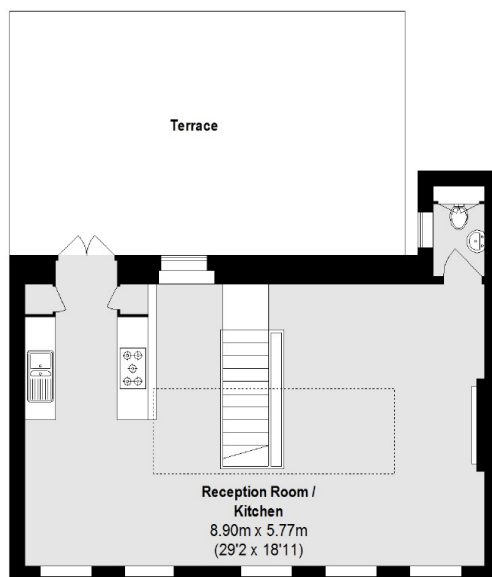 Terrace
Reception Room /
Kitchen
8.90m x 5.77m
(29'2 x 18'11)